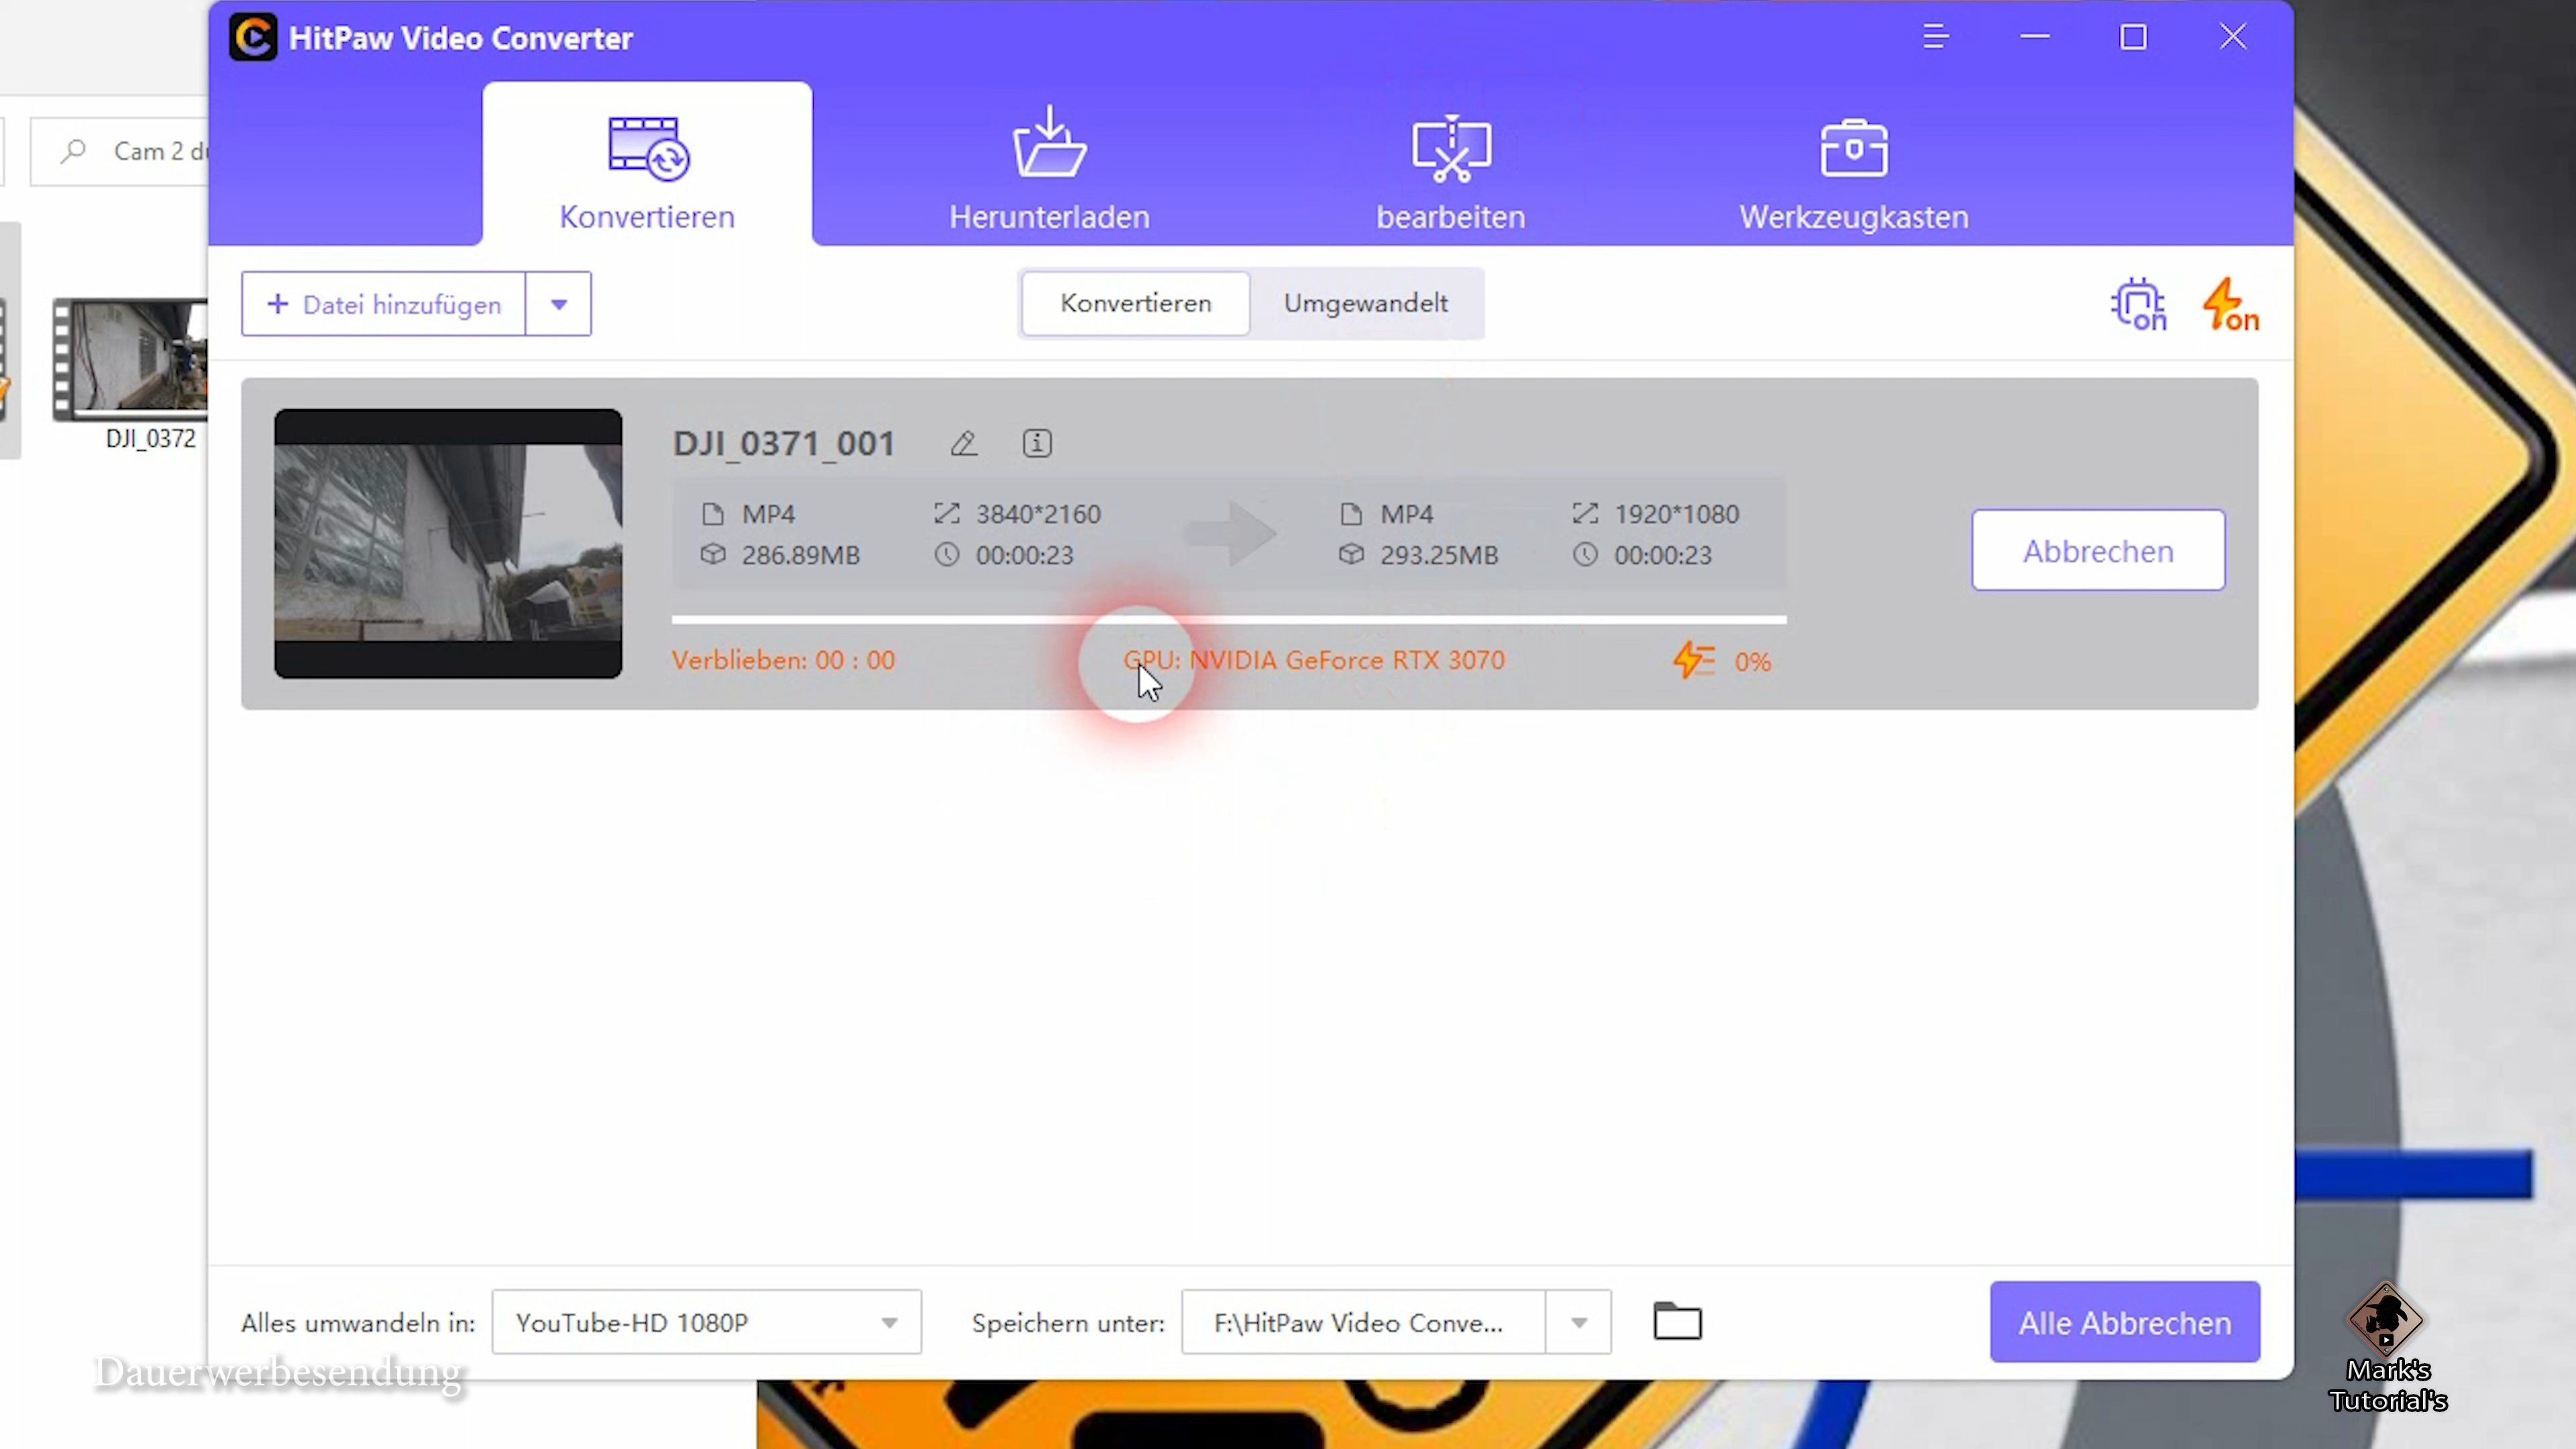 HitPaw Video Converter
Konvertieren
Herunterladen
bearbeiten
Werkzeugkasten
Cam 2 d
+ Datei hinzufügen
Konvertieren
Umgewandelt
on
on
DJI_0372
DJI_0371_001
MP4
3840*2160
MP4
1920*1080
286.89MB
00:00:23
293.25MB
00:00:23
Abbrechen
Verblieben: 00 : 00
GPU: NVIDIA GeForce RTX 3070
0%
Alles umwandeln in:
YouTube-HD 1080P
Speichern unter:
F:\HitPaw Video Conve...
Alle Abbrechen
Dauerwerbesendung
Mark's
Tutorial's